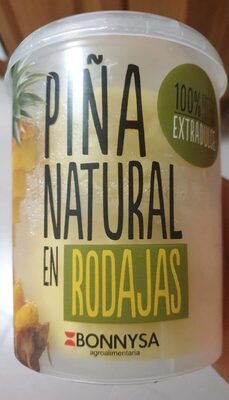 PIÑA
NATURAL
EN RODAJAS
100%
EXTRADULCE
BONNYSA
agroalimentaria